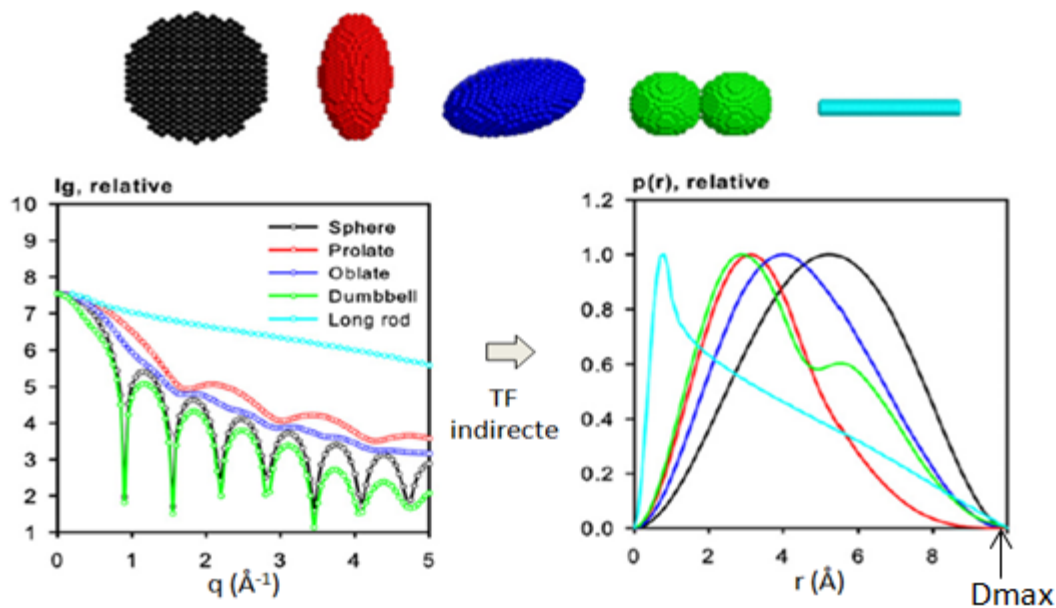 lg, relative
10
9
8
7
6
5
4
3
2
1
0
1
2
3
4
5
q (Å⁻¹)
Sphere
Prolate
Oblate
Dumbbell
Long rod
TF
indirecte
p(r), relative
1.2
1.0
0.8
0.6
0.4
0.2
0.0
0
2
4
6
8
r (Å)
Dmax